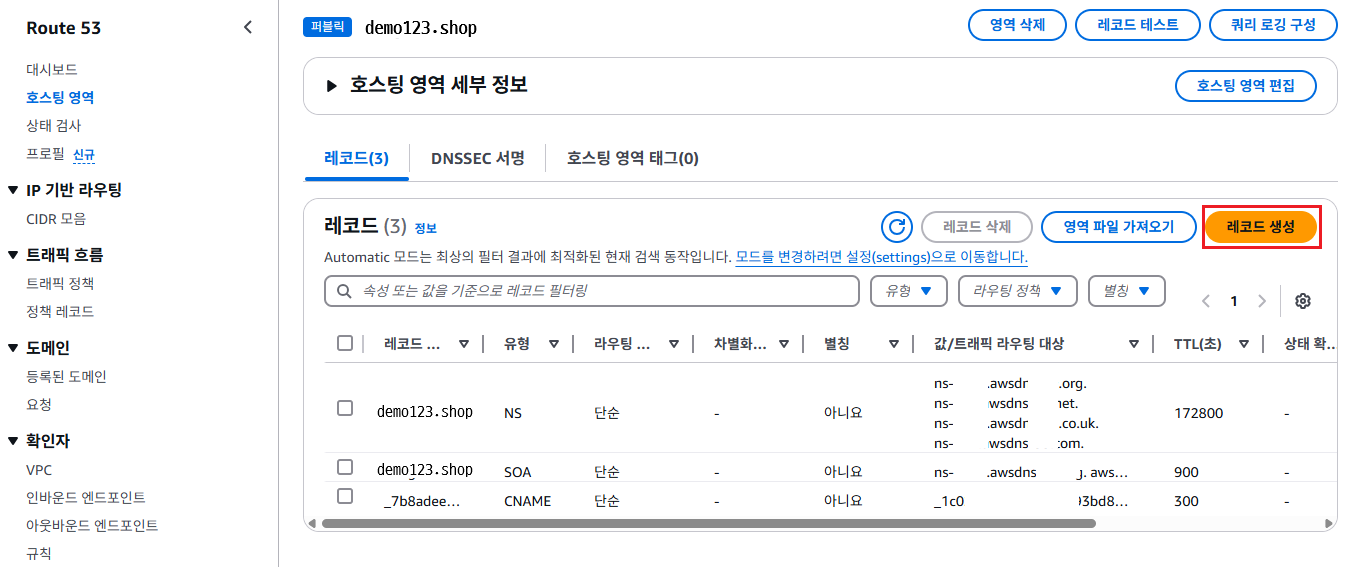 Route 53
대시보드
호스팅 영역
상태 검사
프로필 신규
IP 기반 라우팅
CIDR 모음
트래픽 흐름
트래픽 정책
정책 레코드
도메인
등록된 도메인
요청
확인자
VPC
인바운드 엔드포인트
아웃바운드 엔드포인트
규칙
퍼블릭 demo123.shop 영역 삭제 레코드 테스트 쿼리 로깅 구성
호스팅 영역 세부 정보 호스팅 영역 편집
레코드(3) DNSSEC 서명 호스팅 영역 태그(0)
레코드 (3) 정보 레코드 삭제 영역 파일 가져오기 레코드 생성
Automatic 모드는 최상의 필터 결과에 최적화된 현재 검색 동작입니다. 모드를 변경하려면 설정(settings)으로 이동합니다.
속성 또는 값을 기준으로 레코드 필터링 유형 라우팅 정책 별칭 1
레코드 ... 유형 라우팅 ... 차별화... 별칭 값/트래픽 라우팅 대상 TTL(초) 상태 확...
ns- .awsdr .org.
ns- wsdns net.
demo123.shop NS 단순 - 아니요 172800 -
ns- .awsdr .co.uk.
ns- wsdns com.
demo123.shop SOA 단순 - 아니요 ns- .awsdns g. aws... 900 -
_7b8adee... CNAME 단순 - 아니요 _1c0 93bd8... 300 -